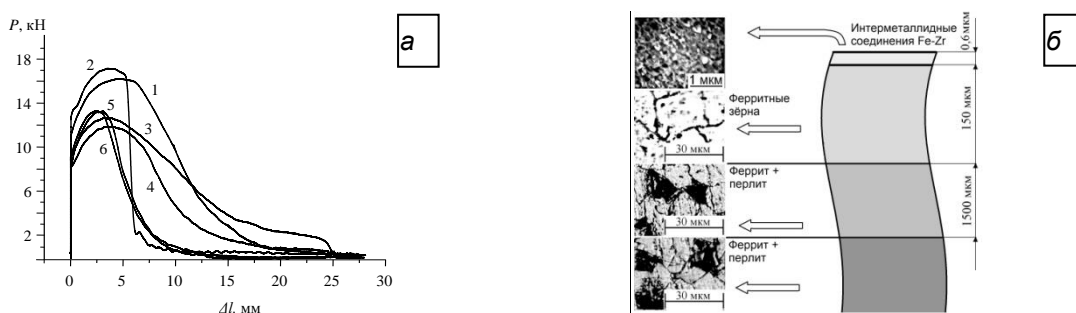 P, кН
а
18
14
10
6
2
2
1
5
3
6
4
0
5
10
15
20
25
30
Δl, мм
Интерметаллидные
соединения Fe-Zr
0,6 мкм
б
1 мкм
Ферритные
зёрна
150 мкм
30 мкм
Феррит +
перлит
30 мкм
1500 мкм
Феррит +
перлит
30 мкм